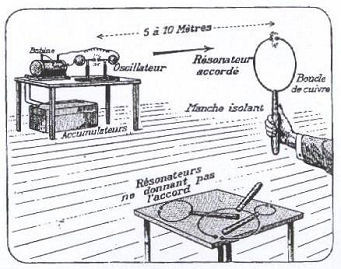 5 à 10 Mètres
Bobine
Oscillateur
Résonateur
accordé
Boucle
de cuivre
Manche isolant
Accumulateurs
Résonateurs
ne donnant pas
l'accord